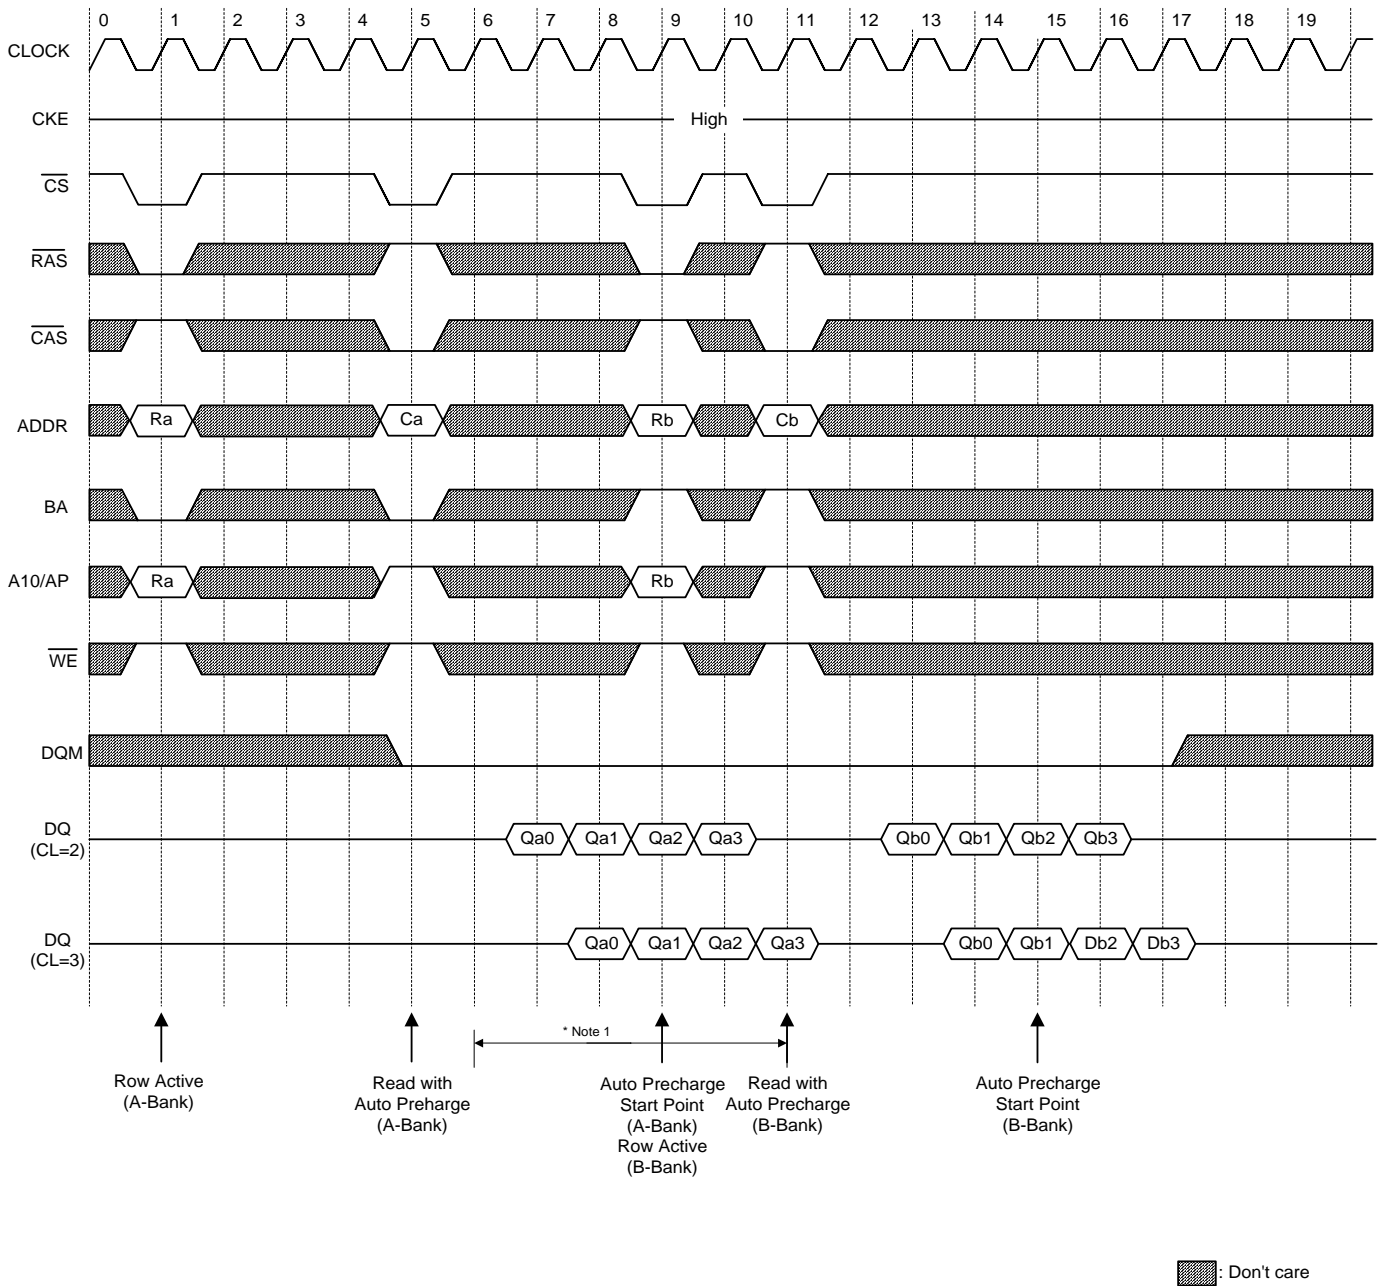 0 1 2 3 4 5 6 7 8 9 10 11 12 13 14 15 16 17 18 19
CLOCK
CKE High
CS
RAS
CAS
ADDR Ra Ca Rb Cb
BA
A10/AP Ra Rb
WE
DQM
DQ
(CL=2) Qa0 Qa1 Qa2 Qa3 Qb0 Qb1 Qb2 Qb3
DQ
(CL=3) Qa0 Qa1 Qa2 Qa3 Qb0 Qb1 Db2 Db3
* Note 1
Row Active
(A-Bank)
Read with
Auto Preharge
(A-Bank)
Auto Precharge
Start Point
(A-Bank)
Row Active
(B-Bank)
Read with
Auto Precharge
(B-Bank)
Auto Precharge
Start Point
(B-Bank)
: Don't care